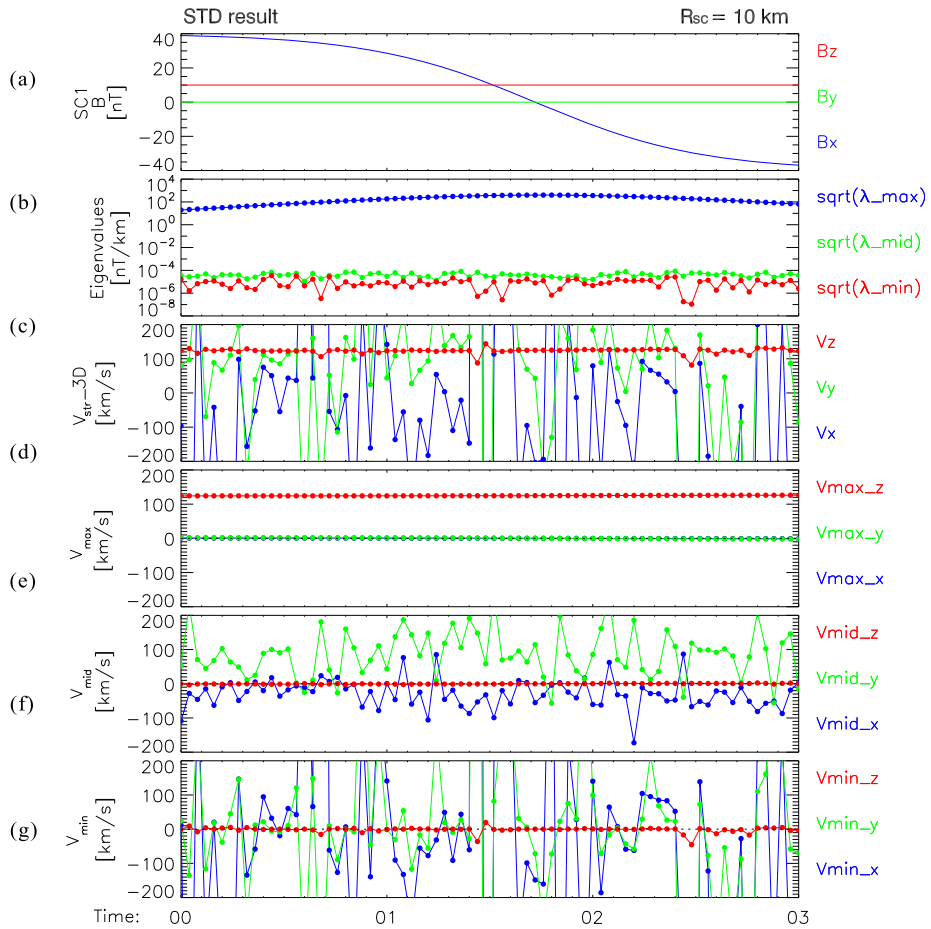 STD result
Rsc = 10 km
(a)
SC1
B
[nT]
40
20
0
−20
−40
Bz
By
Bx
(b)
Eigenvalues
[nT/km]
10^4
10^2
10^0
10^−2
10^−4
10^−6
10^−8
sqrt(λ_max)
sqrt(λ_mid)
sqrt(λ_min)
(c)
V_str_3D
[km/s]
200
100
0
−100
−200
Vz
Vy
Vx
(d)
V_max
[km/s]
200
100
0
−100
−200
Vmax_z
Vmax_y
Vmax_x
(e)
V_mid
[km/s]
200
100
0
−100
−200
Vmid_z
Vmid_y
Vmid_x
(f)
V_min
[km/s]
200
100
0
−100
−200
Vmin_z
Vmin_y
Vmin_x
(g)
Time:
00
01
02
03